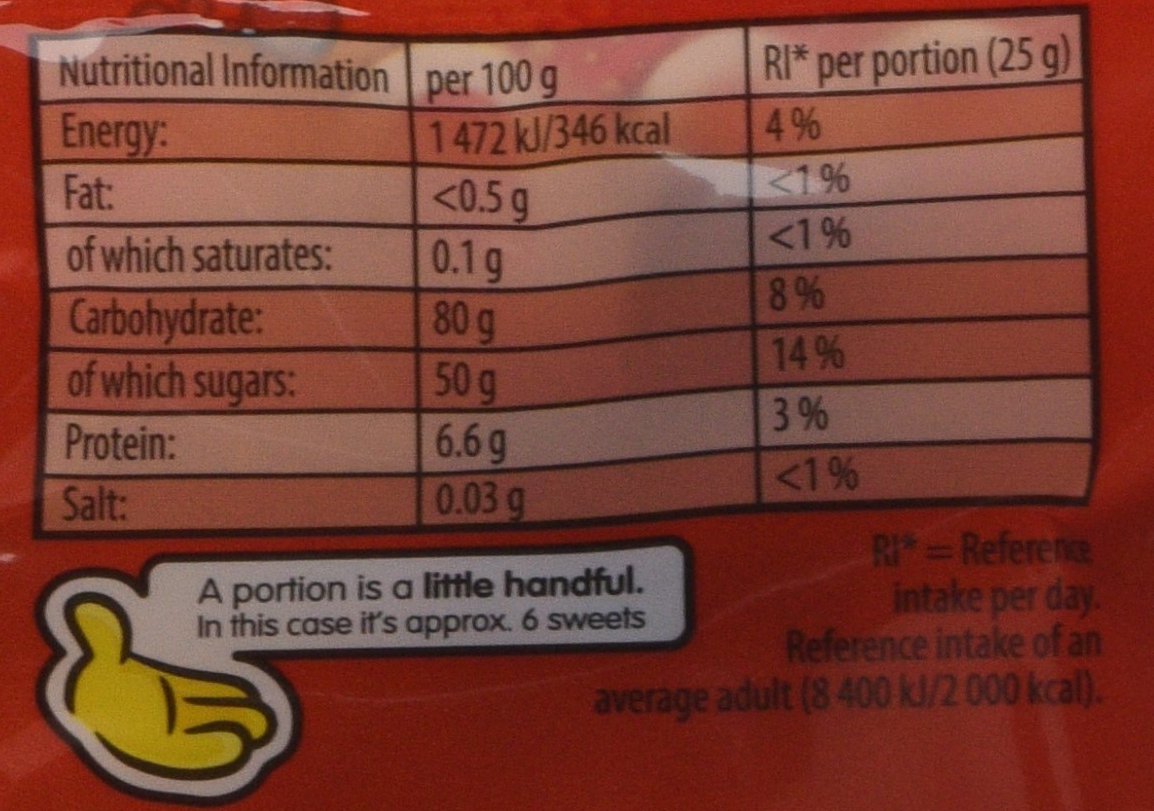 Nutritional Information per 100 g RI* per portion (25 g)
Energy: 1 472 kJ/346 kcal 4 %
Fat: <0.5 g <1 %
of which saturates: 0.1 g <1 %
Carbohydrate: 80 g 8 %
of which sugars: 50 g 14 %
Protein: 6.6 g 3 %
Salt: 0.03 g <1 %
A portion is a little handful.
In this case it's approx. 6 sweets
RI* = Reference
intake per day.
Reference intake of an
average adult (8 400 kJ/2 000 kcal).